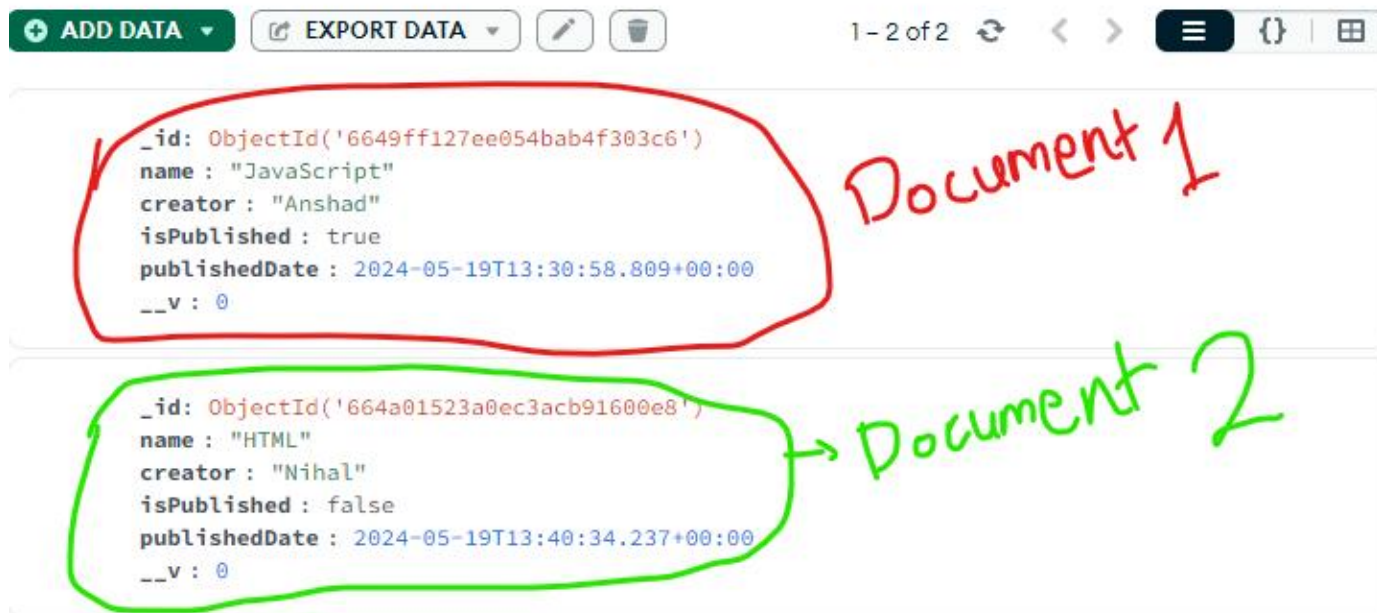 ADD DATA EXPORT DATA 1 – 2 of 2 {}
_id: ObjectId('6649ff127ee054bab4f303c6')
name : "JavaScript"
creator : "Anshad"
isPublished : true
publishedDate : 2024-05-19T13:30:58.809+00:00
__v : 0
Document 1
_id: ObjectId('664a01523a0ec3acb91600e8')
name : "HTML"
creator : "Nihal"
isPublished : false
publishedDate : 2024-05-19T13:40:34.237+00:00
__v : 0
Document 2